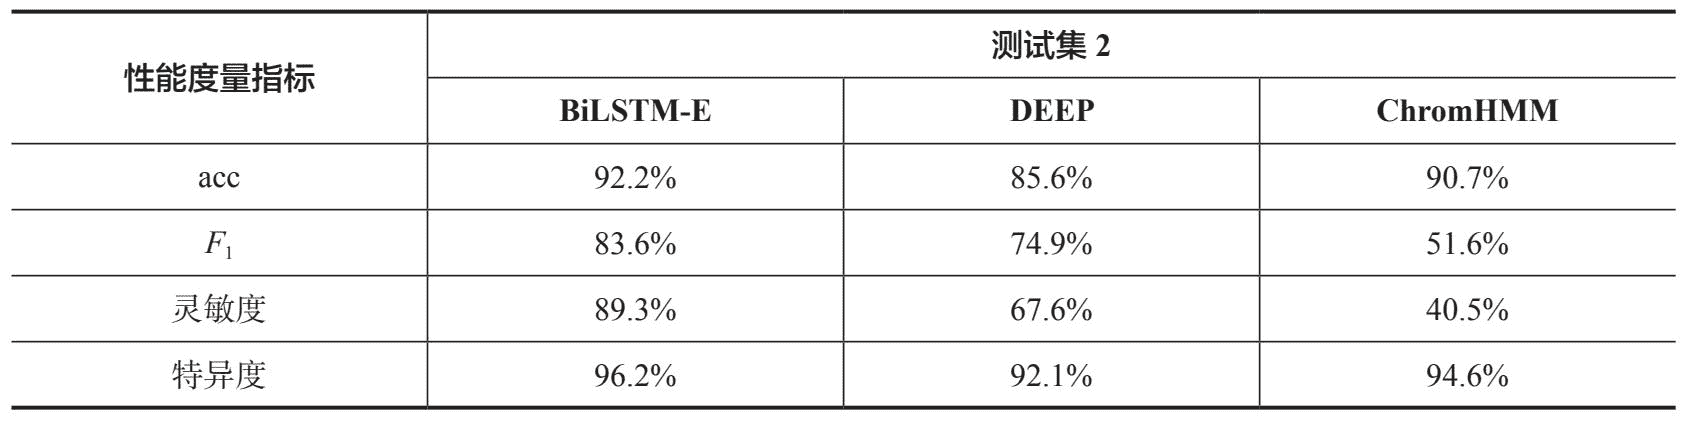 性能度量指标 测试集 2
BiLSTM-E DEEP ChromHMM
acc 92.2% 85.6% 90.7%
F1 83.6% 74.9% 51.6%
灵敏度 89.3% 67.6% 40.5%
特异度 96.2% 92.1% 94.6%